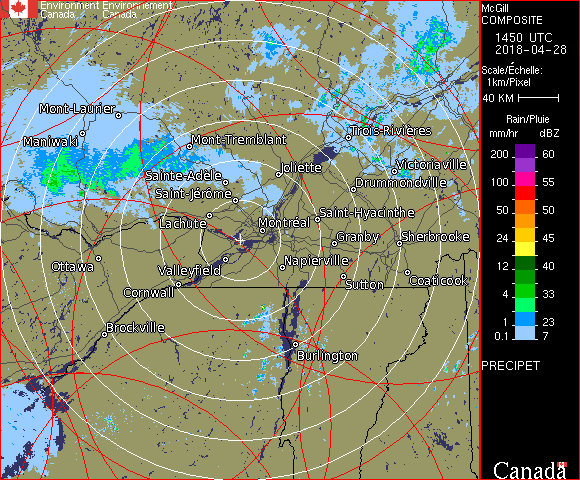 Environment Environnement
Canada Canada
McGill
COMPOSITE
1450 UTC
2018-04-28
Scale/Échelle:
1km/Pixel
40 KM
Rain/Pluie
mm/hr dBZ
200 60
150 57
100 55
50 50
24 45
12 40
4 33
1 23
0.1 7
PRECIPET
Canada
Mont-Laurier
Maniwaki
Mont-Tremblant
Trois-Rivières
Sainte-Adèle
Joliette
Victoriaville
Saint-Jérôme
Drummondville
Lachute
Montréal
Saint-Hyacinthe
Granby
Sherbrooke
Ottawa
Valleyfield
Napierville
Cornwall
Sutton
Coaticook
Brockville
Burlington